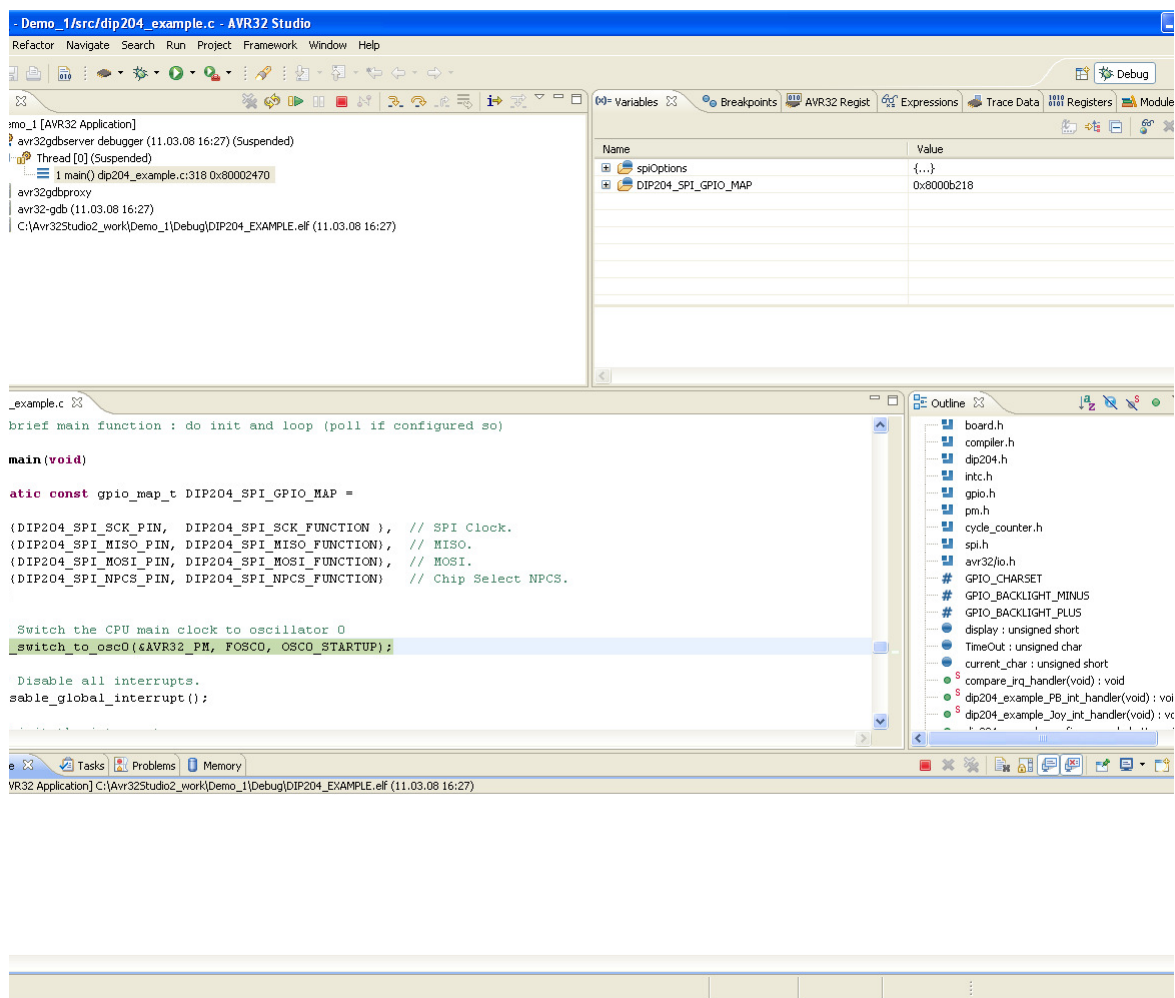 - Demo_1/src/dip204_example.c - AVR32 Studio
Refactor Navigate Search Run Project Framework Window Help
Debug
emo_1 [AVR32 Application]
avr32gdbserver debugger (11.03.08 16:27) (Suspended)
Thread [0] (Suspended)
1 main() dip204_example.c:318 0x80002470
avr32gdbproxy
avr32-gdb (11.03.08 16:27)
C:\Avr32Studio2_work\Demo_1\Debug\DIP204_EXAMPLE.elf (11.03.08 16:27)
(x)= Variables Breakpoints AVR32 Regist Expressions Trace Data Registers Module
Name Value
spiOptions {...}
DIP204_SPI_GPIO_MAP 0x8000b218
_example.c
brief main function : do init and loop (poll if configured so)
main(void)
atic const gpio_map_t DIP204_SPI_GPIO_MAP =
{DIP204_SPI_SCK_PIN, DIP204_SPI_SCK_FUNCTION }, // SPI Clock.
{DIP204_SPI_MISO_PIN, DIP204_SPI_MISO_FUNCTION}, // MISO.
{DIP204_SPI_MOSI_PIN, DIP204_SPI_MOSI_FUNCTION}, // MOSI.
{DIP204_SPI_NPCS_PIN, DIP204_SPI_NPCS_FUNCTION} // Chip Select NPCS.
Switch the CPU main clock to oscillator 0
_switch_to_osc0(&AVR32_PM, FOSC0, OSC0_STARTUP);
Disable all interrupts.
sable_global_interrupt();
Outline
board.h
compiler.h
dip204.h
intc.h
gpio.h
pm.h
cycle_counter.h
spi.h
avr32/io.h
# GPIO_CHARSET
# GPIO_BACKLIGHT_MINUS
# GPIO_BACKLIGHT_PLUS
display : unsigned short
TimeOut : unsigned char
current_char : unsigned short
compare_irq_handler(void) : void
dip204_example_PB_int_handler(void) : voi
dip204_example_Joy_int_handler(void) : vo
e Tasks Problems Memory
VR32 Application] C:\Avr32Studio2_work\Demo_1\Debug\DIP204_EXAMPLE.elf (11.03.08 16:27)